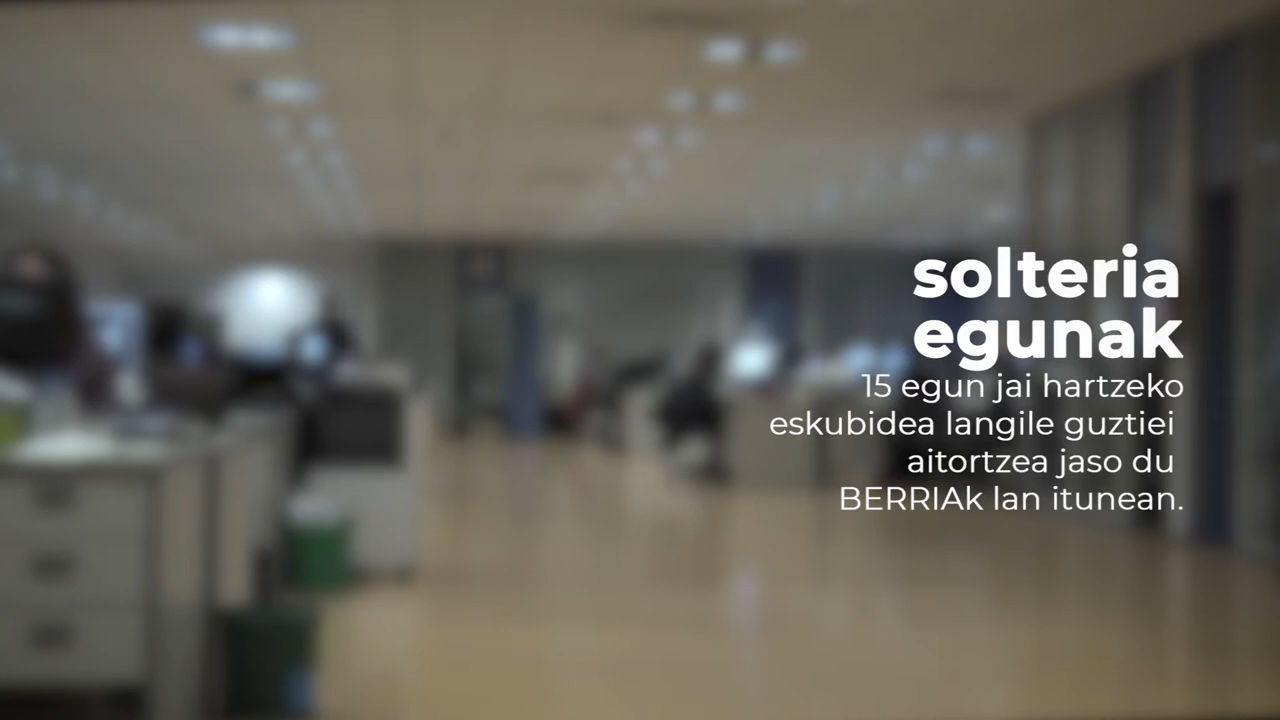 solteria
egunak
15 egun jai hartzeko
eskubidea langile guztiei
aitortzea jaso du
BERRIAk lan itunean.